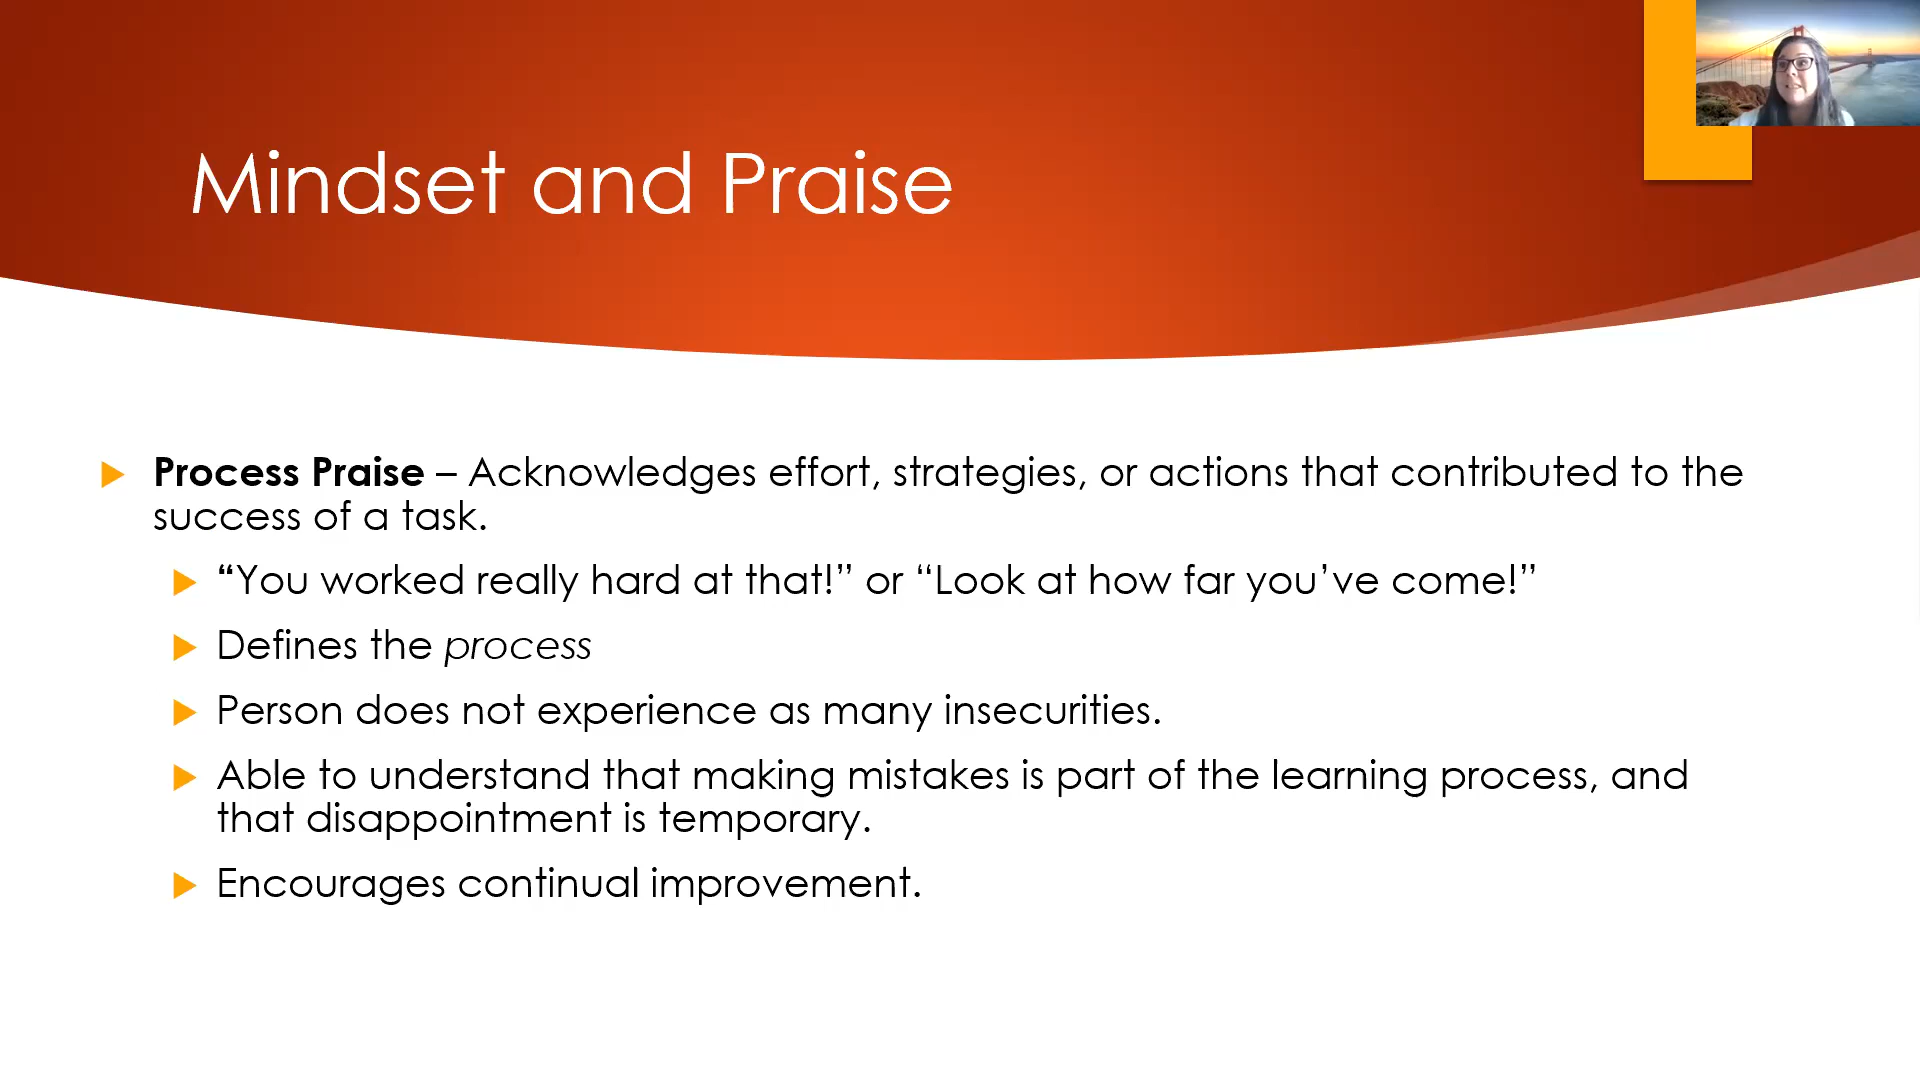 Mindset and Praise
Process Praise – Acknowledges effort, strategies, or actions that contributed to the
success of a task.
“You worked really hard at that!” or “Look at how far you’ve come!”
Defines the process
Person does not experience as many insecurities.
Able to understand that making mistakes is part of the learning process, and
that disappointment is temporary.
Encourages continual improvement.